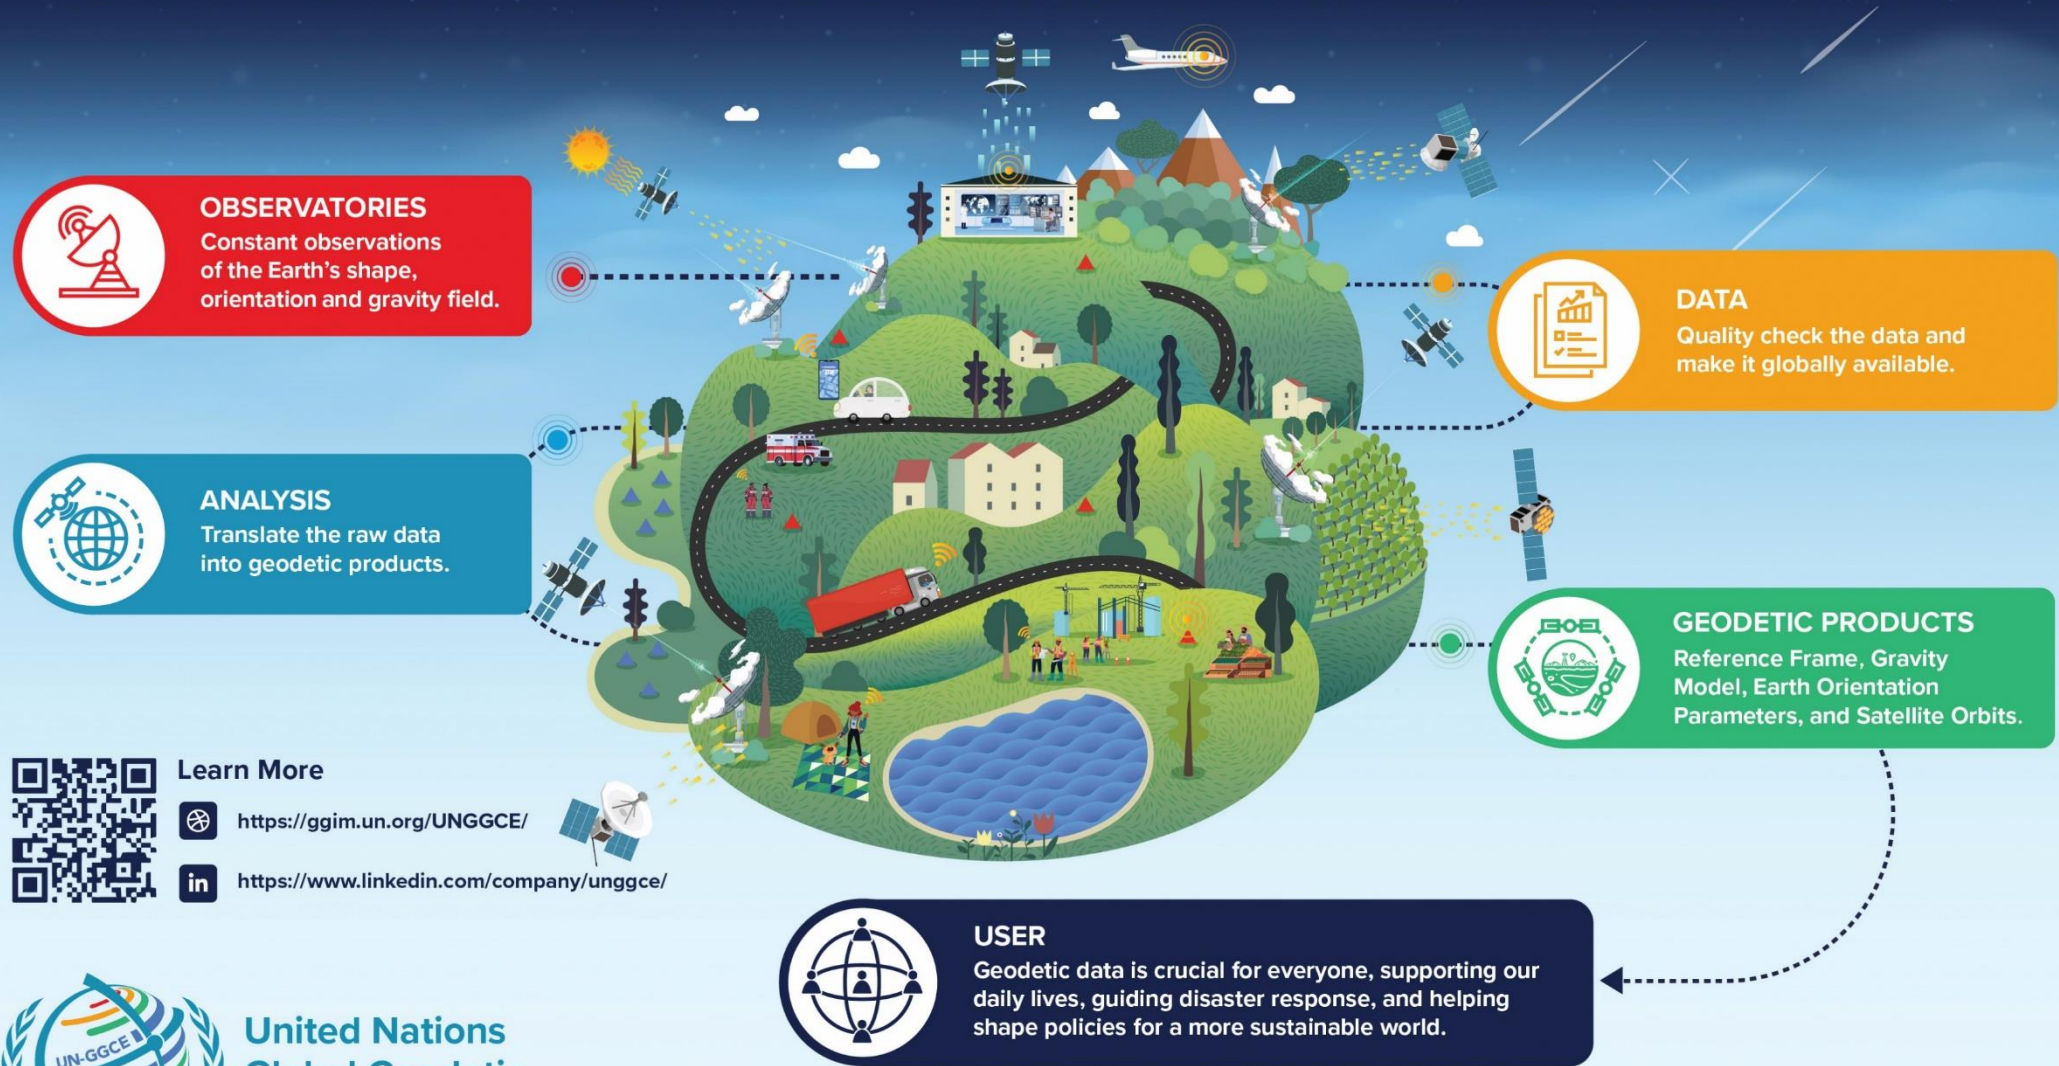 OBSERVATORIES
Constant observations
of the Earth's shape,
orientation and gravity field.
DATA
Quality check the data and
make it globally available.
ANALYSIS
Translate the raw data
into geodetic products.
GEODETIC PRODUCTS
Reference Frame, Gravity
Model, Earth Orientation
Parameters, and Satellite Orbits.
Learn More
https://ggim.un.org/UNGGCE/
in
https://www.linkedin.com/company/unggce/
USER
Geodetic data is crucial for everyone, supporting our
daily lives, guiding disaster response, and helping
shape policies for a more sustainable world.
UN-GGCE
United Nations